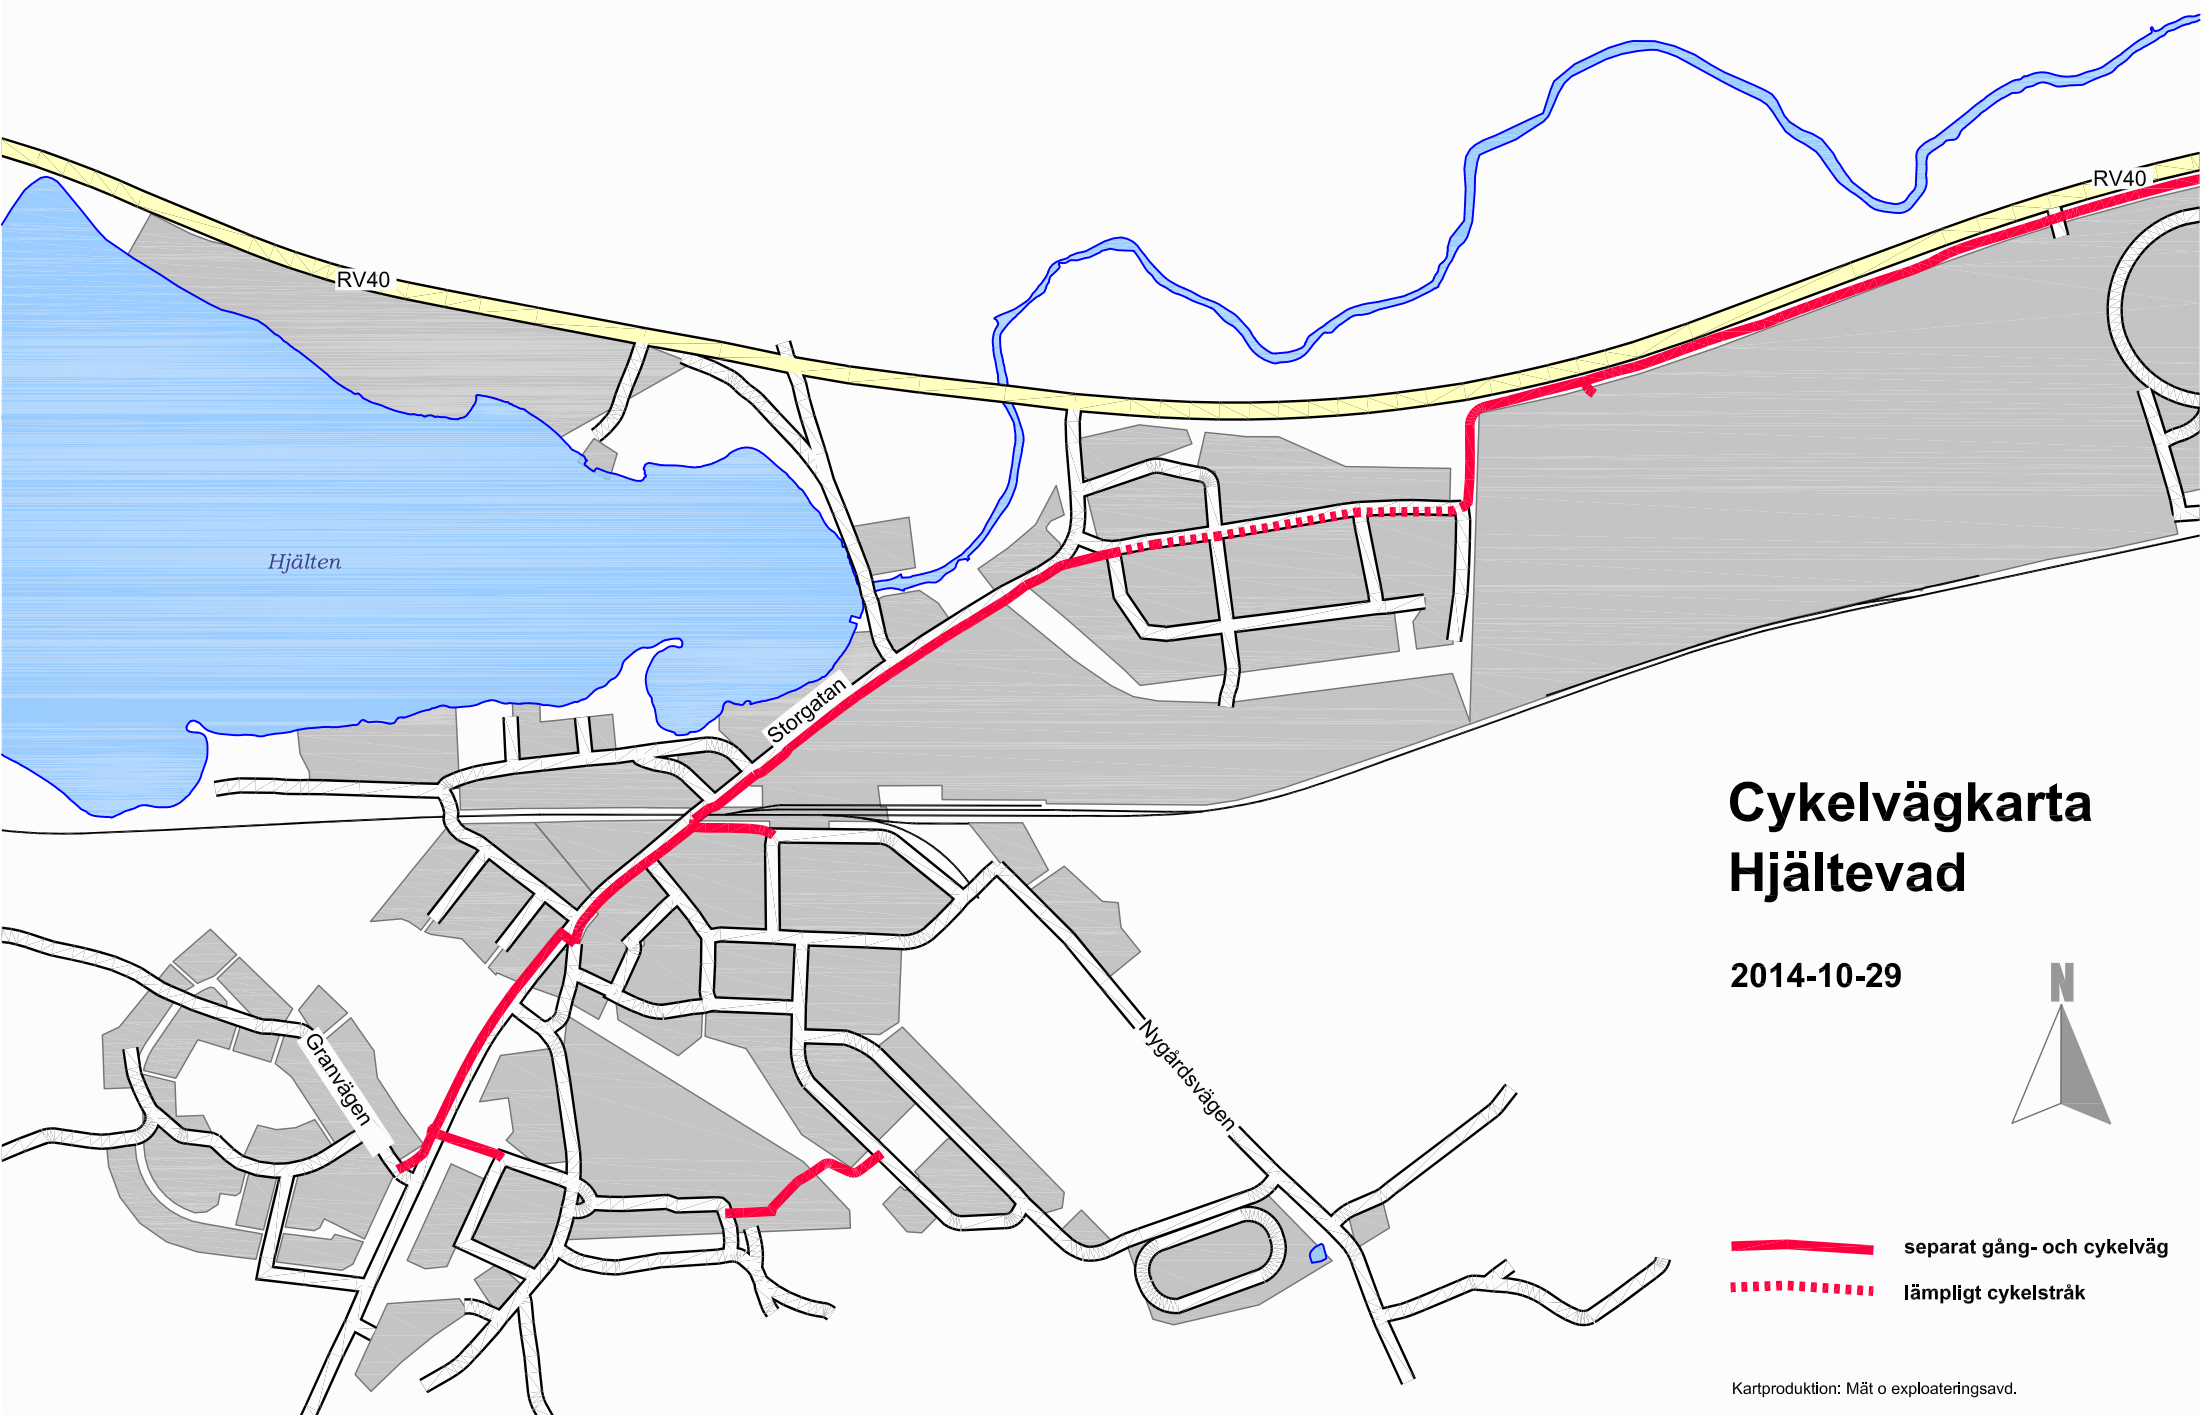 RV40
RV40
Hjälten
Storgatan
Cykelvägkarta
Hjältevad
2014-10-29
N
Granvägen
Nygårdsvägen
separat gång- och cykelväg
lämpligt cykelstråk
Kartproduktion: Mät o exploateringsavd.